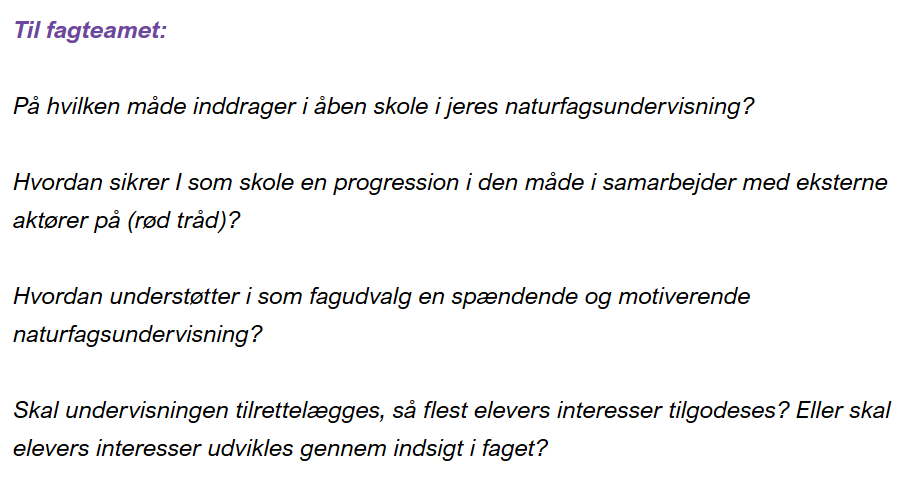 Til fagteamet:
På hvilken måde inddrager i åben skole i jeres naturfagsundervisning?
Hvordan sikrer I som skole en progression i den måde i samarbejder med eksterne
aktører på (rød tråd)?
Hvordan understøtter i som fagudvalg en spændende og motiverende
naturfagsundervisning?
Skal undervisningen tilrettelægges, så flest elevers interesser tilgodeses? Eller skal
elevers interesser udvikles gennem indsigt i faget?